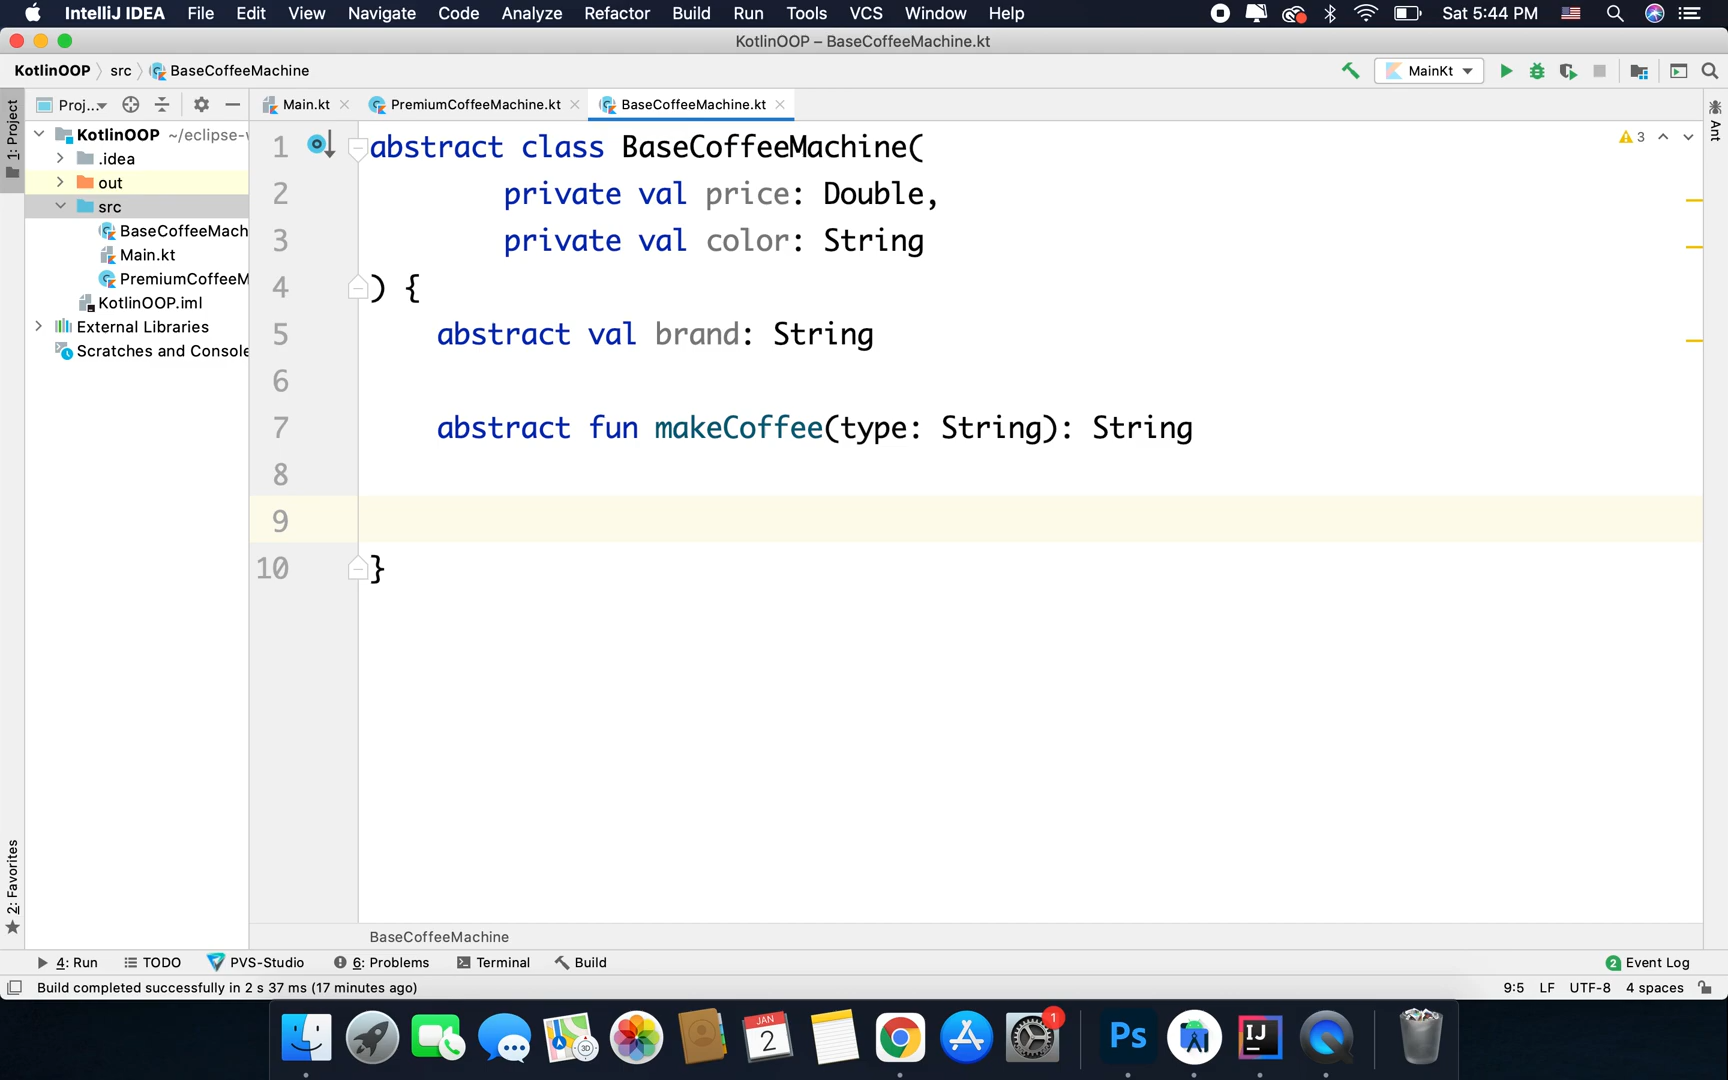 IntelliJ IDEA File Edit View Navigate Code Analyze Refactor Build Run Tools VCS Window Help Sat 5:44 PM
KotlinOOP – BaseCoffeeMachine.kt
KotlinOOP src BaseCoffeeMachine MainKt
Proj... Main.kt PremiumCoffeeMachine.kt BaseCoffeeMachine.kt
1: Project
KotlinOOP ~/eclipse-w
.idea
out
src
BaseCoffeeMach
Main.kt
PremiumCoffeeM
KotlinOOP.iml
External Libraries
Scratches and Console
2: Favorites
Ant
3
1 abstract class BaseCoffeeMachine(
2 private val price: Double,
3 private val color: String
4 ) {
5 abstract val brand: String
6
7 abstract fun makeCoffee(type: String): String
8
9
10 }
BaseCoffeeMachine
4: Run TODO PVS-Studio 6: Problems Terminal Build 2 Event Log
Build completed successfully in 2 s 37 ms (17 minutes ago) 9:5 LF UTF-8 4 spaces
3D
JAN
2
1
Ps
IJ